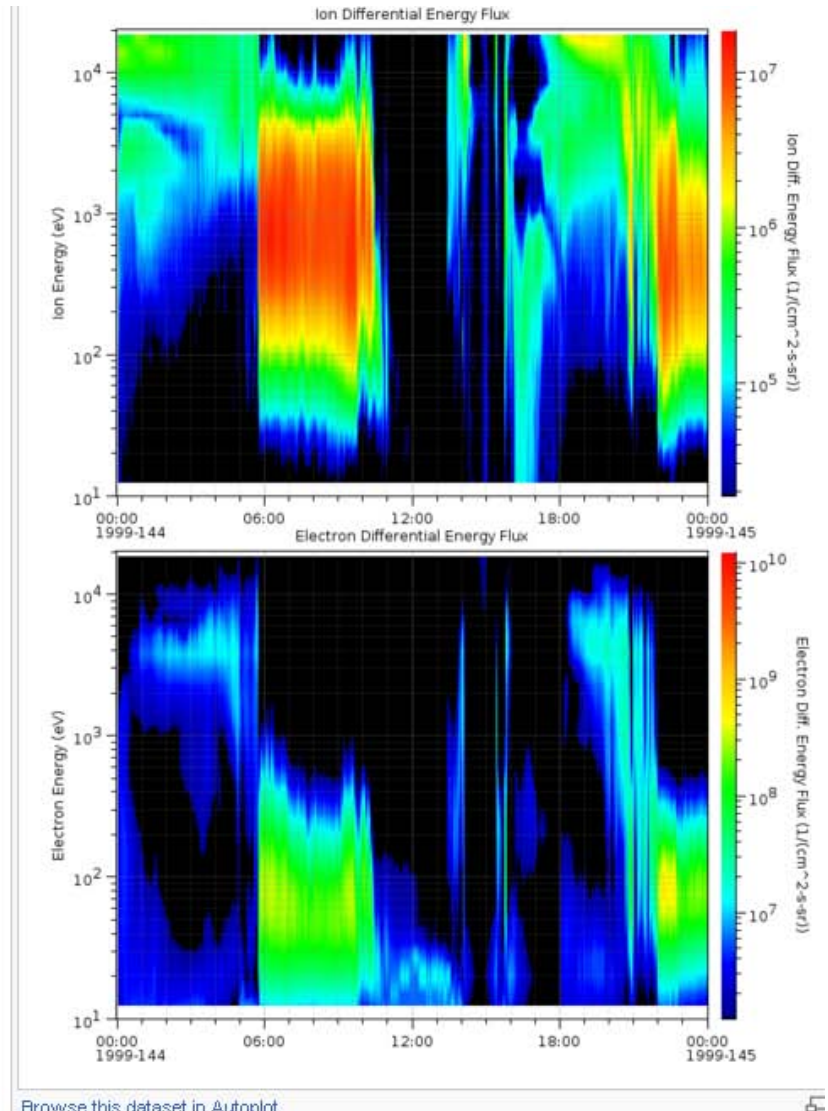 Ion Differential Energy Flux
10^4
10^3
10^2
10^1
Ion Energy (eV)
10^7
10^6
10^5
Ion Diff. Energy Flux (1/(cm^2-s-sr))
00:00 06:00 12:00 18:00 00:00
1999-144 1999-145
Electron Differential Energy Flux
10^4
10^3
10^2
10^1
Electron Energy (eV)
10^10
10^9
10^8
10^7
Electron Diff. Energy Flux (1/(cm^2-s-sr))
00:00 06:00 12:00 18:00 00:00
1999-144 1999-145
Browse this dataset in Autoplot